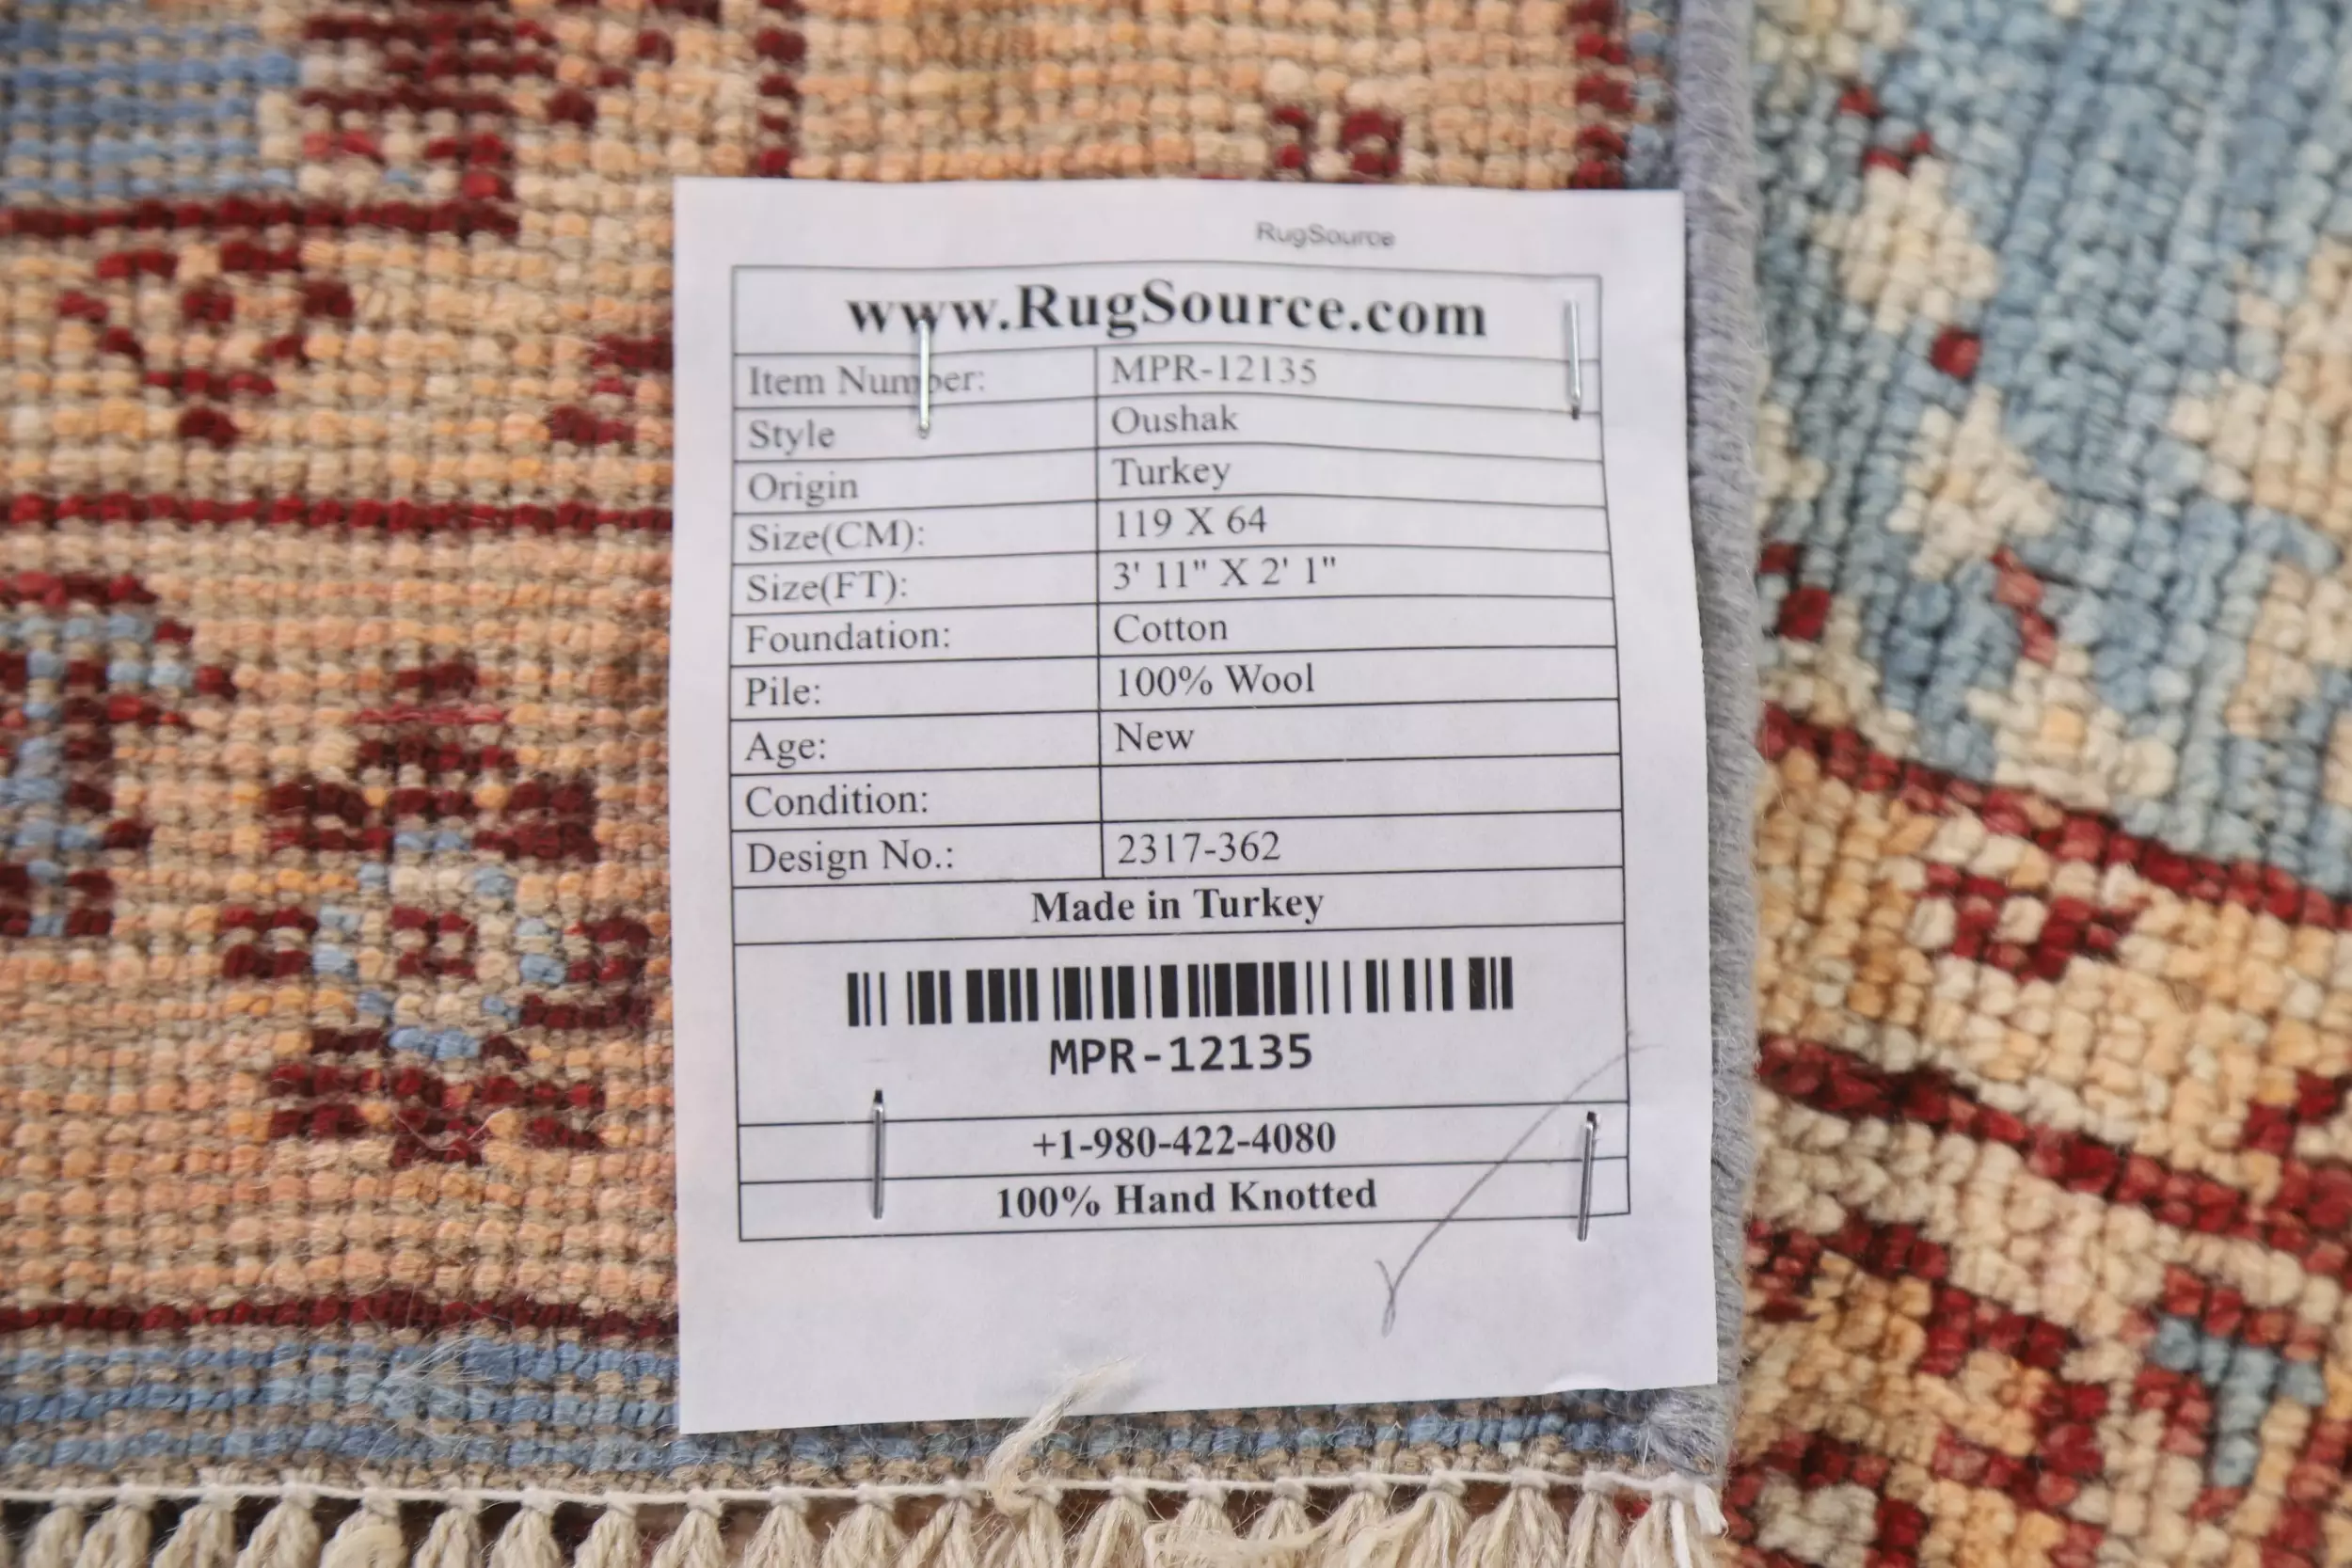 RugSource
www.RugSource.com
Item Number: MPR-12135
Style Oushak
Origin Turkey
Size(CM): 119 X 64
Size(FT): 3' 11" X 2' 1"
Foundation: Cotton
Pile: 100% Wool
Age: New
Condition:
Design No.: 2317-362
Made in Turkey
MPR-12135
+1-980-422-4080
100% Hand Knotted